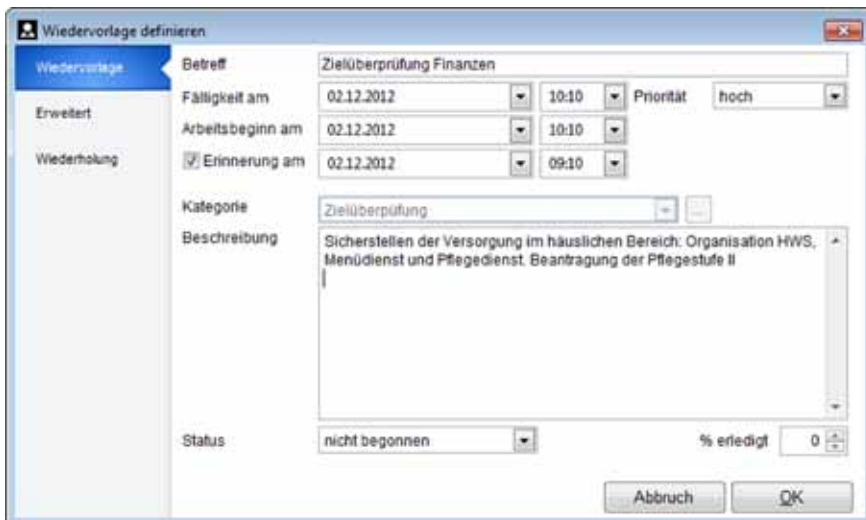 Wiedervorlage definieren
Wiedervorlage
Betreff Zielüberprüfung Finanzen
Fälligkeit am 02.12.2012 10:10 Priorität hoch
Erweitert
Arbeitsbeginn am 02.12.2012 10:10
Wiederholung
Erinnerung am 02.12.2012 09:10
Kategorie Zielüberpüfung ...
Beschreibung Sicherstellen der Versorgung im häuslichen Bereich: Organisation HWS,
Menüdienst und Pflegedienst. Beantragung der Pflegestufe II
Status nicht begonnen % erledigt 0
Abbruch OK